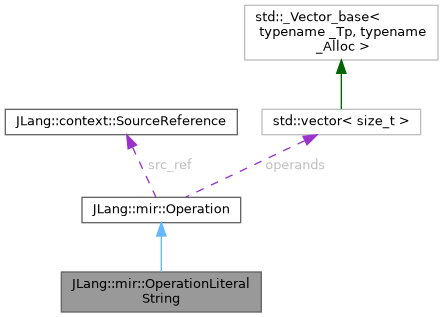 std::_Vector_base<
typename _Tp, typename
_Alloc >
JLang::context::SourceReference
std::vector< size_t >
src_ref
operands
JLang::mir::Operation
JLang::mir::OperationLiteral
String